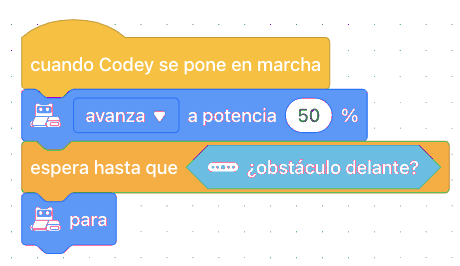 cuando Codey se pone en marcha
avanza a potencia 50 %
espera hasta que ¿obstáculo delante?
para